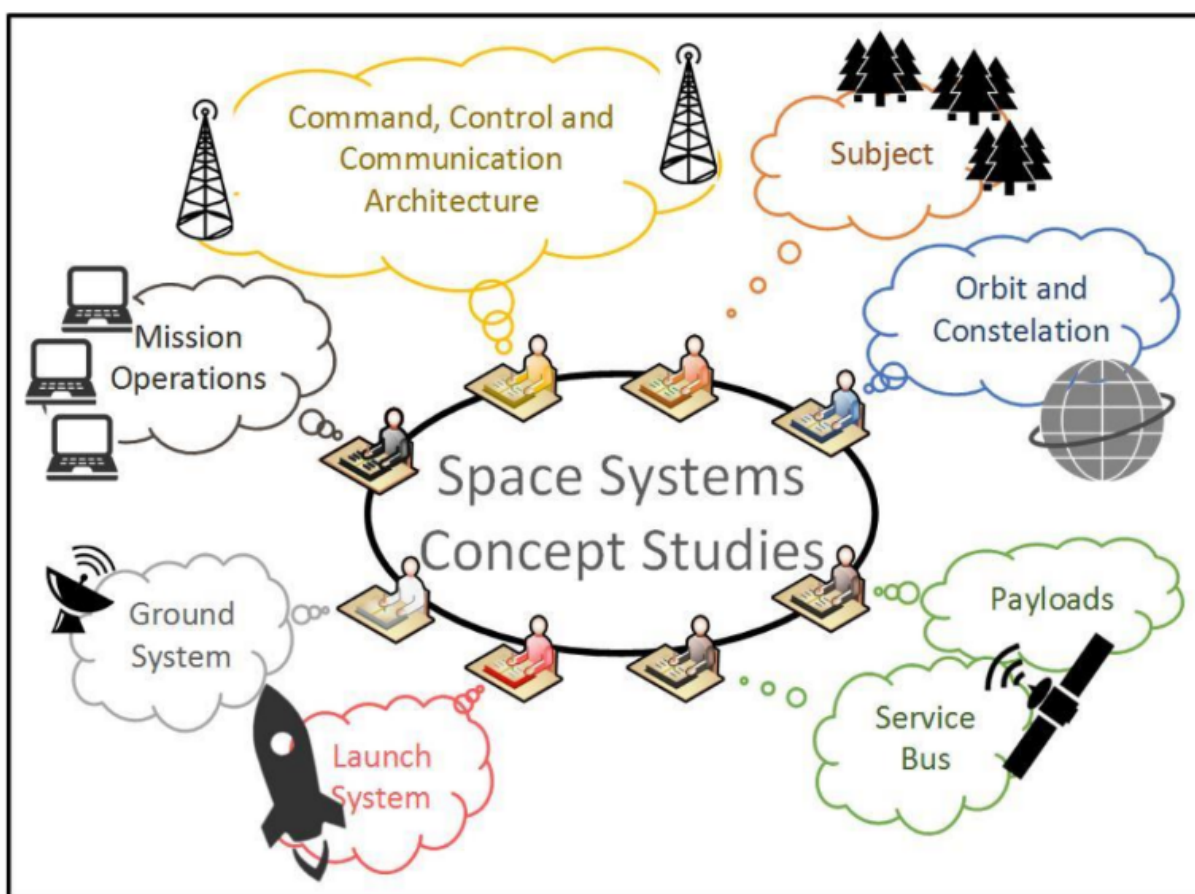 Command, Control and
Communication
Architecture
Subject
Orbit and
Constelation
Mission
Operations
Space Systems
Concept Studies
Payloads
Ground
System
Service
Bus
Launch
System